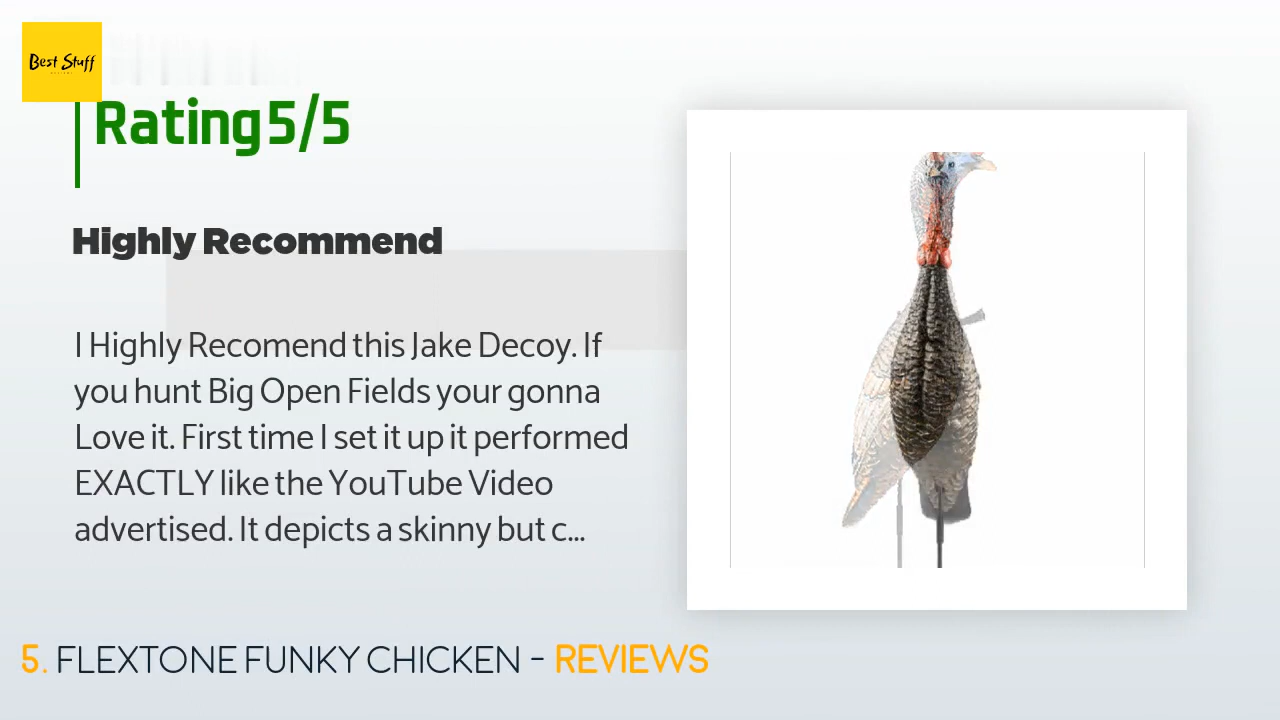 Best Stuff
Rating 5/5
Highly Recommend
I Highly Recomend this Jake Decoy. If
you hunt Big Open Fields your gonna
Love it. First time I set it up it performed
EXACTLY like the YouTube Video
advertised. It depicts a skinny but c...
5. FLEXTONE FUNKY CHICKEN - REVIEWS